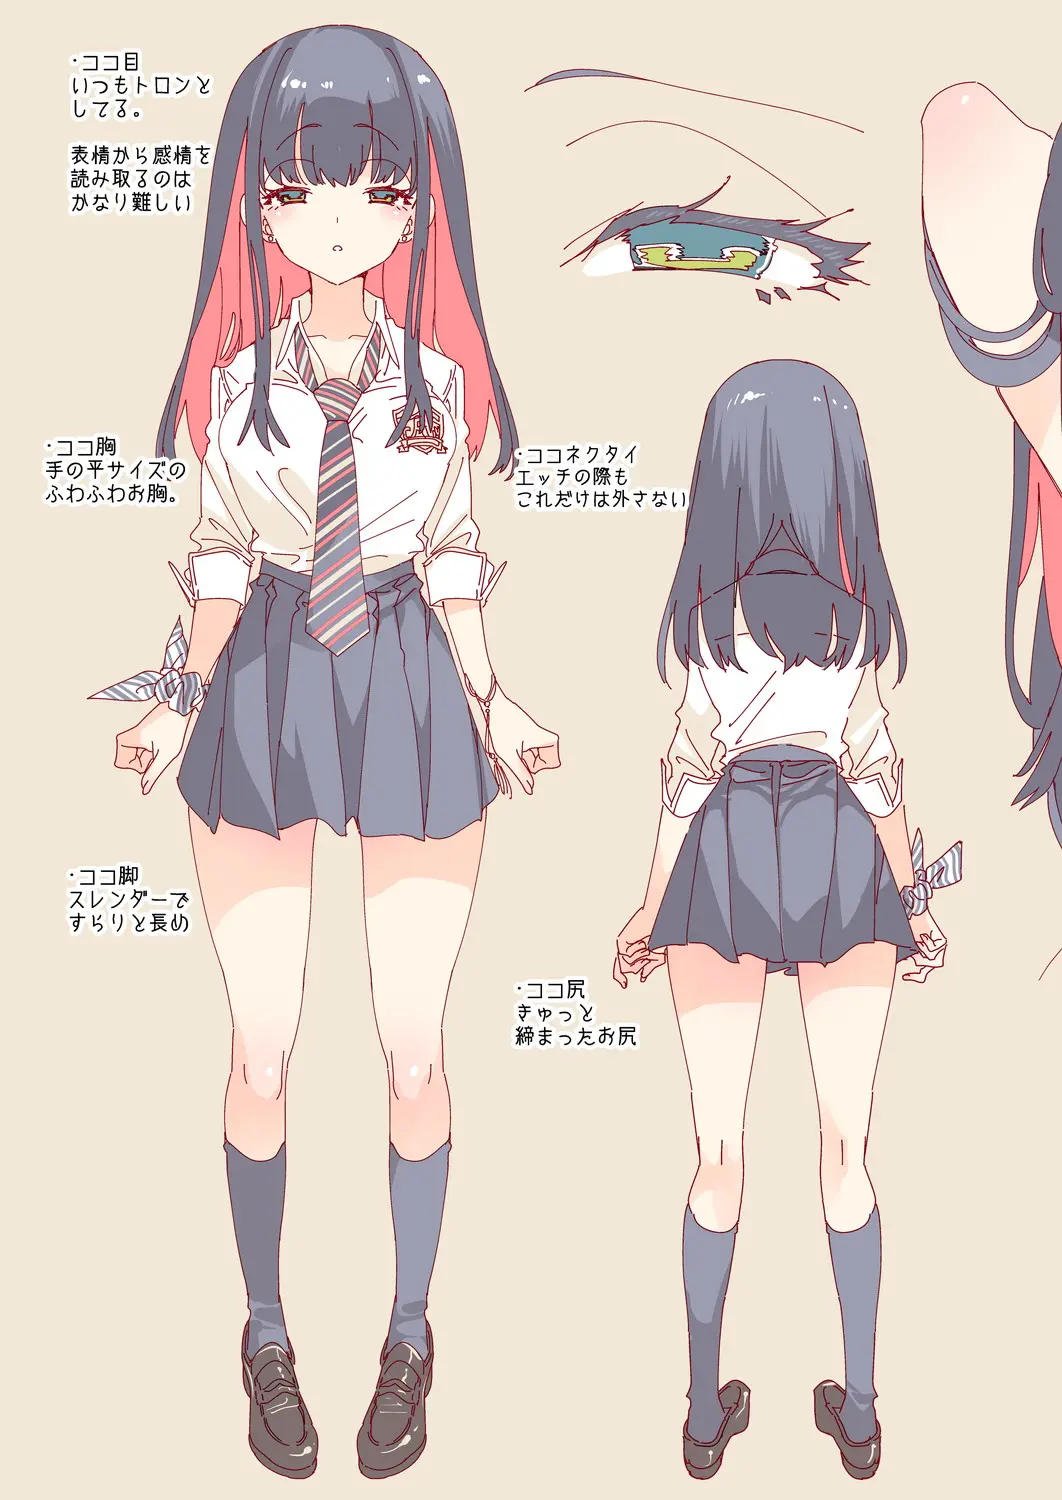 ・ココ目
いつもトロンと
してる。
表情から感情を
読み取るのは
かなり難しい
・ココ胸
手の平サイズの
ふわふわお胸。
・ココネクタイ
エッチの際も
これだけは外さない
・ココ脚
スレンダーで
すらりと長め
・ココ尻
きゅっと
締まったお尻